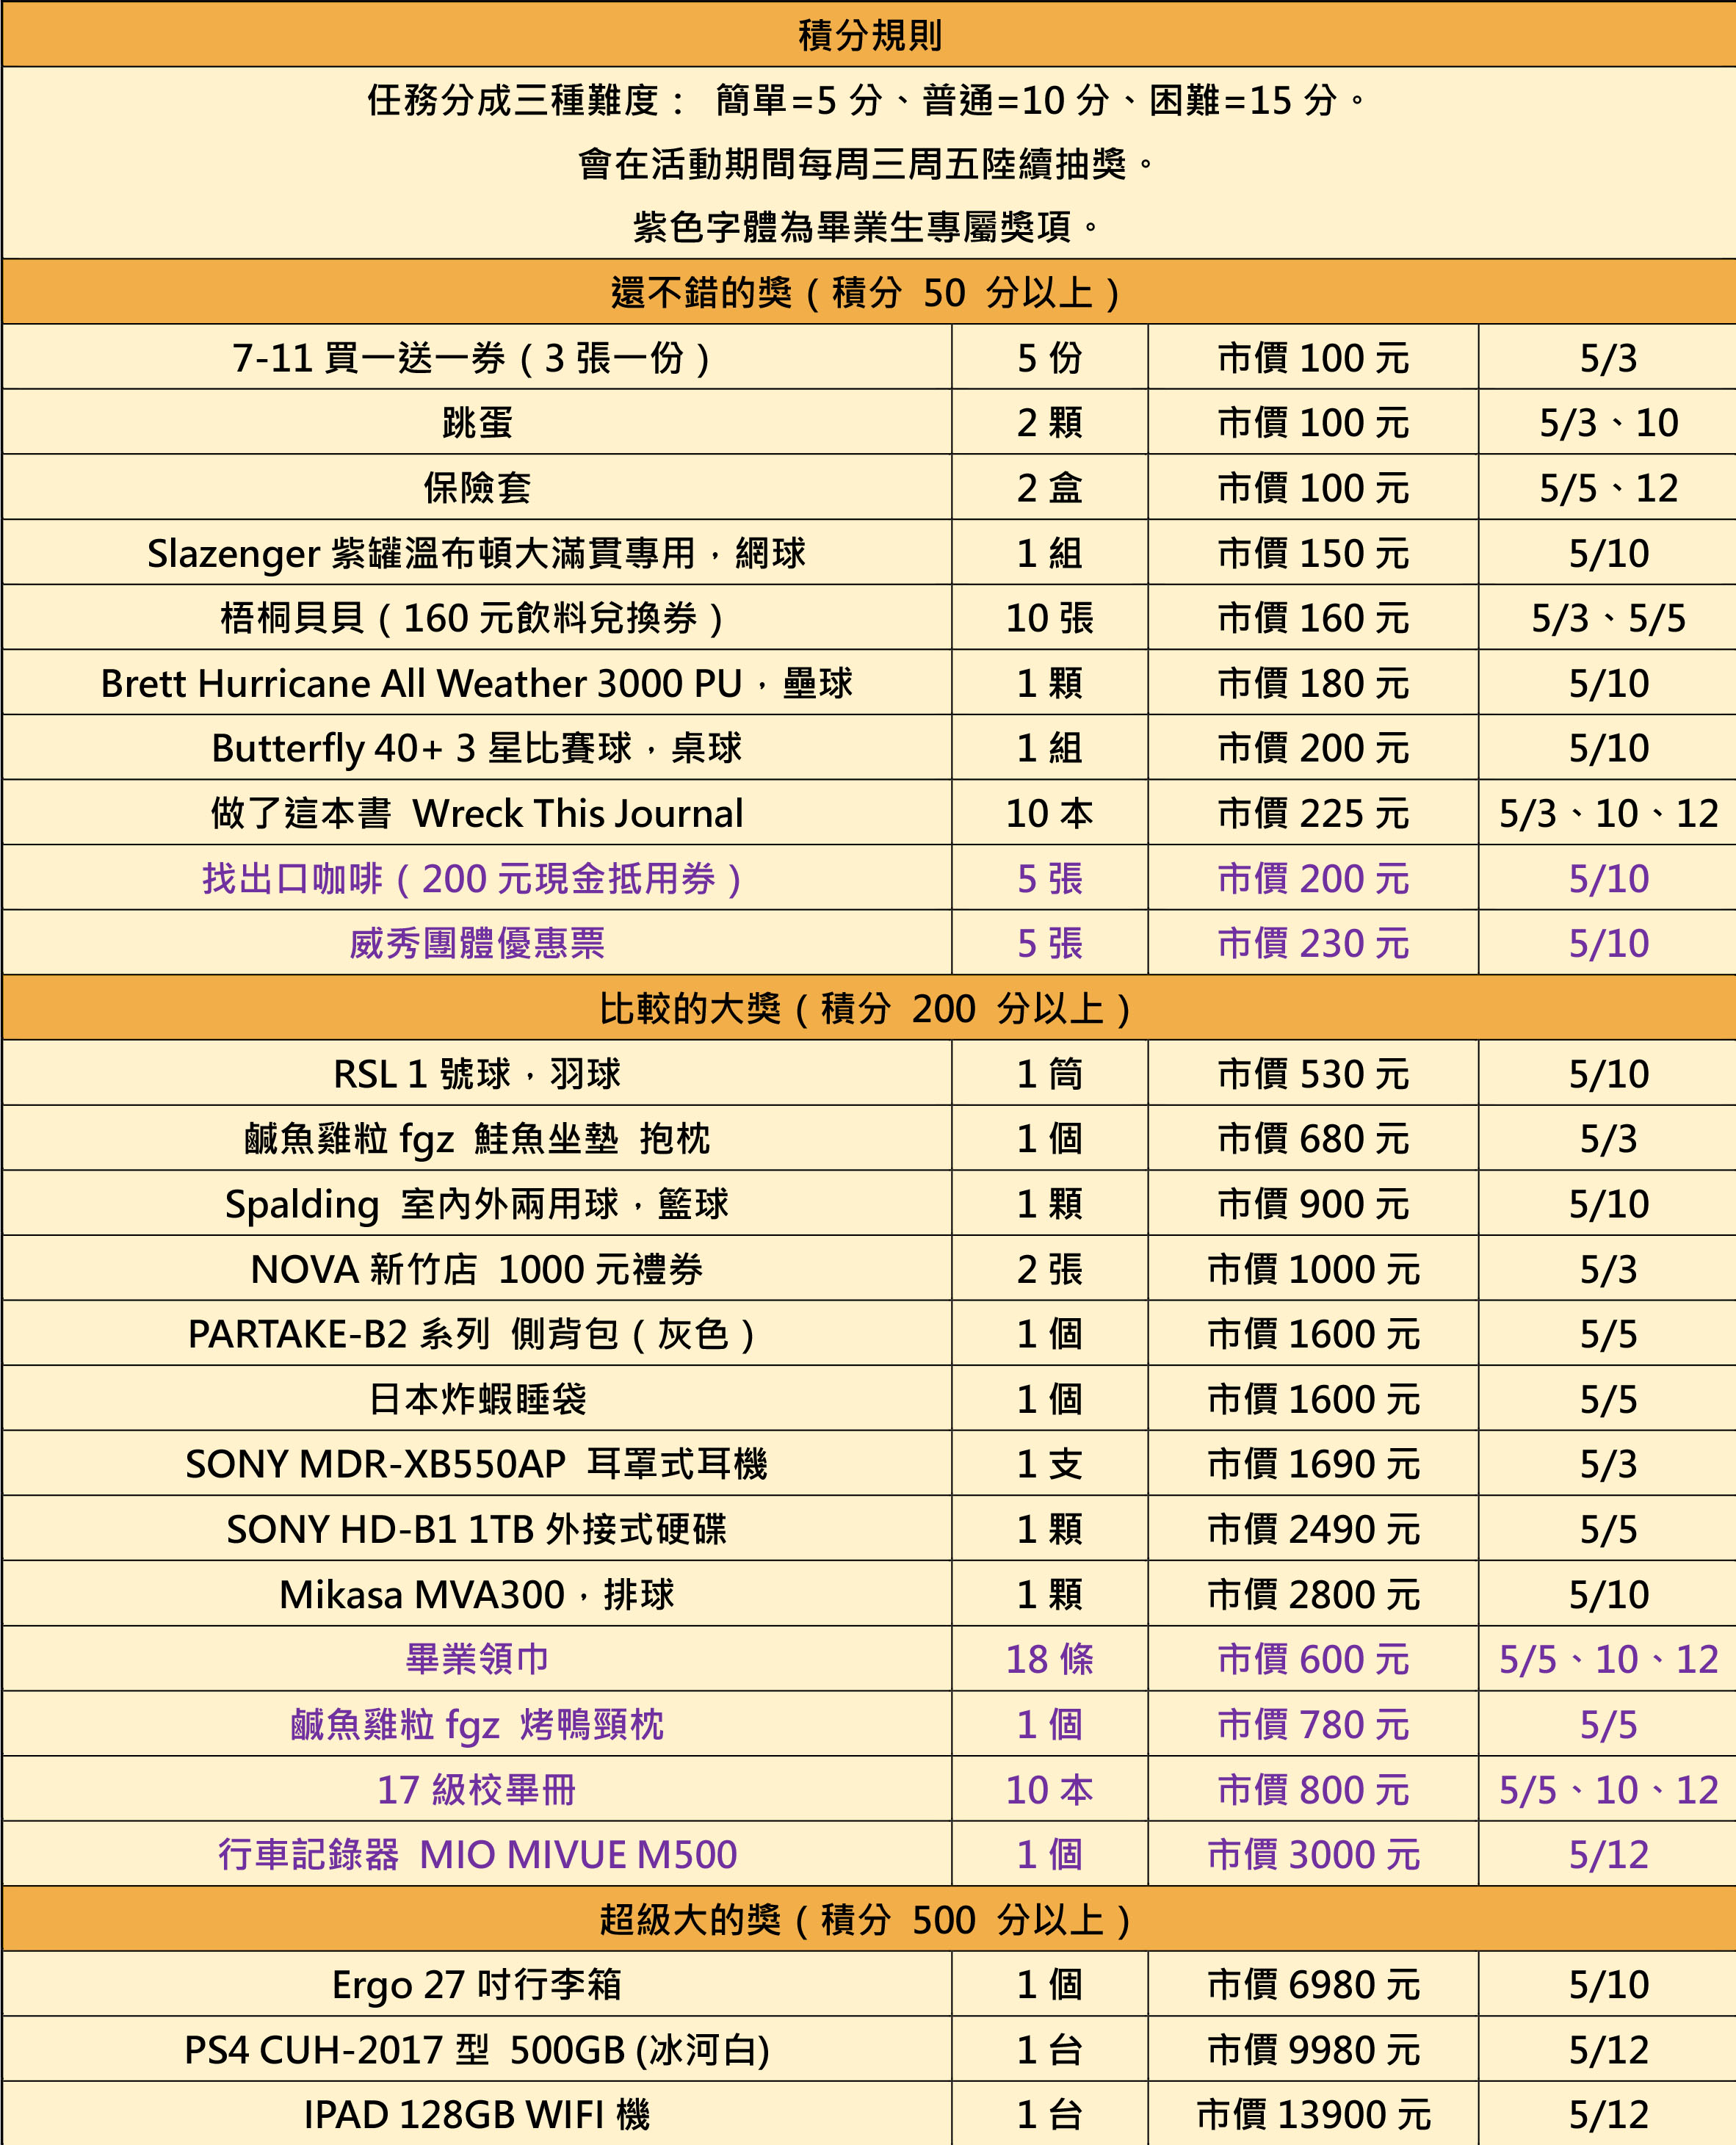 積分規則
任務分成三種難度： 簡單=5 分、普通=10 分、困難=15 分。
會在活動期間每周三周五陸續抽獎。
紫色字體為畢業生專屬獎項。
還不錯的獎（積分 50 分以上）
7-11 買一送一券（3 張一份） 5 份 市價 100 元 5/3
跳蛋 2 顆 市價 100 元 5/3、10
保險套 2 盒 市價 100 元 5/5、12
Slazenger 紫罐溫布頓大滿貫專用，網球 1 組 市價 150 元 5/10
梧桐貝貝（160 元飲料兌換券） 10 張 市價 160 元 5/3、5/5
Brett Hurricane All Weather 3000 PU，壘球 1 顆 市價 180 元 5/10
Butterfly 40+ 3 星比賽球，桌球 1 組 市價 200 元 5/10
做了這本書 Wreck This Journal 10 本 市價 225 元 5/3、10、12
找出口咖啡（200 元現金抵用券） 5 張 市價 200 元 5/10
威秀團體優惠票 5 張 市價 230 元 5/10
比較的大獎（積分 200 分以上）
RSL 1 號球，羽球 1 筒 市價 530 元 5/10
鹹魚雞粒 fgz 鮭魚坐墊 抱枕 1 個 市價 680 元 5/3
Spalding 室內外兩用球，籃球 1 顆 市價 900 元 5/10
NOVA 新竹店 1000 元禮券 2 張 市價 1000 元 5/3
PARTAKE-B2 系列 側背包（灰色） 1 個 市價 1600 元 5/5
日本炸蝦睡袋 1 個 市價 1600 元 5/5
SONY MDR-XB550AP 耳罩式耳機 1 支 市價 1690 元 5/3
SONY HD-B1 1TB 外接式硬碟 1 顆 市價 2490 元 5/5
Mikasa MVA300，排球 1 顆 市價 2800 元 5/10
畢業領巾 18 條 市價 600 元 5/5、10、12
鹹魚雞粒 fgz 烤鴨頸枕 1 個 市價 780 元 5/5
17 級校畢冊 10 本 市價 800 元 5/5、10、12
行車記錄器 MIO MIVUE M500 1 個 市價 3000 元 5/12
超級大的獎（積分 500 分以上）
Ergo 27 吋行李箱 1 個 市價 6980 元 5/10
PS4 CUH-2017 型 500GB (冰河白) 1 台 市價 9980 元 5/12
IPAD 128GB WIFI 機 1 台 市價 13900 元 5/12